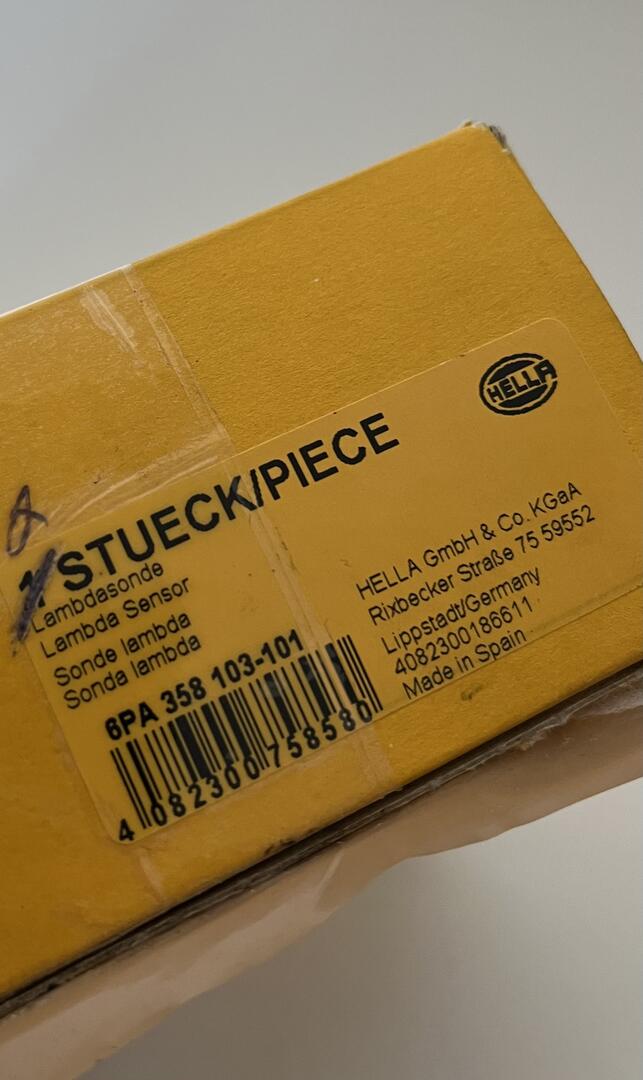 HELLA
1 STUECK/PIECE
Lambdasonde
Lambda Sensor
Sonde lambda
Sonda lambda
6PA 358 103-101
4 082300 758580
HELLA GmbH & Co. KGaA
Rixbecker Straße 75 59552
Lippstadt/Germany
4082300186611
Made in Spain